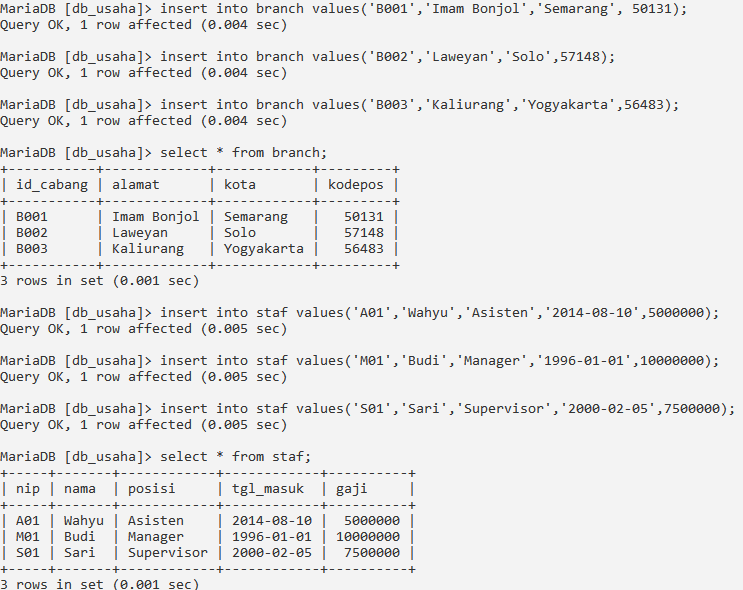 MariaDB [db_usaha]> insert into branch values('B001','Imam Bonjol','Semarang', 50131);
Query OK, 1 row affected (0.004 sec)
MariaDB [db_usaha]> insert into branch values('B002','Laweyan','Solo',57148);
Query OK, 1 row affected (0.004 sec)
MariaDB [db_usaha]> insert into branch values('B003','Kaliurang','Yogyakarta',56483);
Query OK, 1 row affected (0.004 sec)
MariaDB [db_usaha]> select * from branch;
+-----------+-------------+------------+---------+
| id_cabang | alamat      | kota       | kodepos |
+-----------+-------------+------------+---------+
| B001      | Imam Bonjol | Semarang   |   50131 |
| B002      | Laweyan     | Solo       |   57148 |
| B003      | Kaliurang   | Yogyakarta |   56483 |
+-----------+-------------+------------+---------+
3 rows in set (0.001 sec)
MariaDB [db_usaha]> insert into staf values('A01','Wahyu','Asisten','2014-08-10',5000000);
Query OK, 1 row affected (0.005 sec)
MariaDB [db_usaha]> insert into staf values('M01','Budi','Manager','1996-01-01',10000000);
Query OK, 1 row affected (0.005 sec)
MariaDB [db_usaha]> insert into staf values('S01','Sari','Supervisor','2000-02-05',7500000);
Query OK, 1 row affected (0.005 sec)
MariaDB [db_usaha]> select * from staf;
+-----+-------+------------+------------+----------+
| nip | nama  | posisi     | tgl_masuk  | gaji     |
+-----+-------+------------+------------+----------+
| A01 | Wahyu | Asisten    | 2014-08-10 |  5000000 |
| M01 | Budi  | Manager    | 1996-01-01 | 10000000 |
| S01 | Sari  | Supervisor | 2000-02-05 |  7500000 |
+-----+-------+------------+------------+----------+
3 rows in set (0.001 sec)